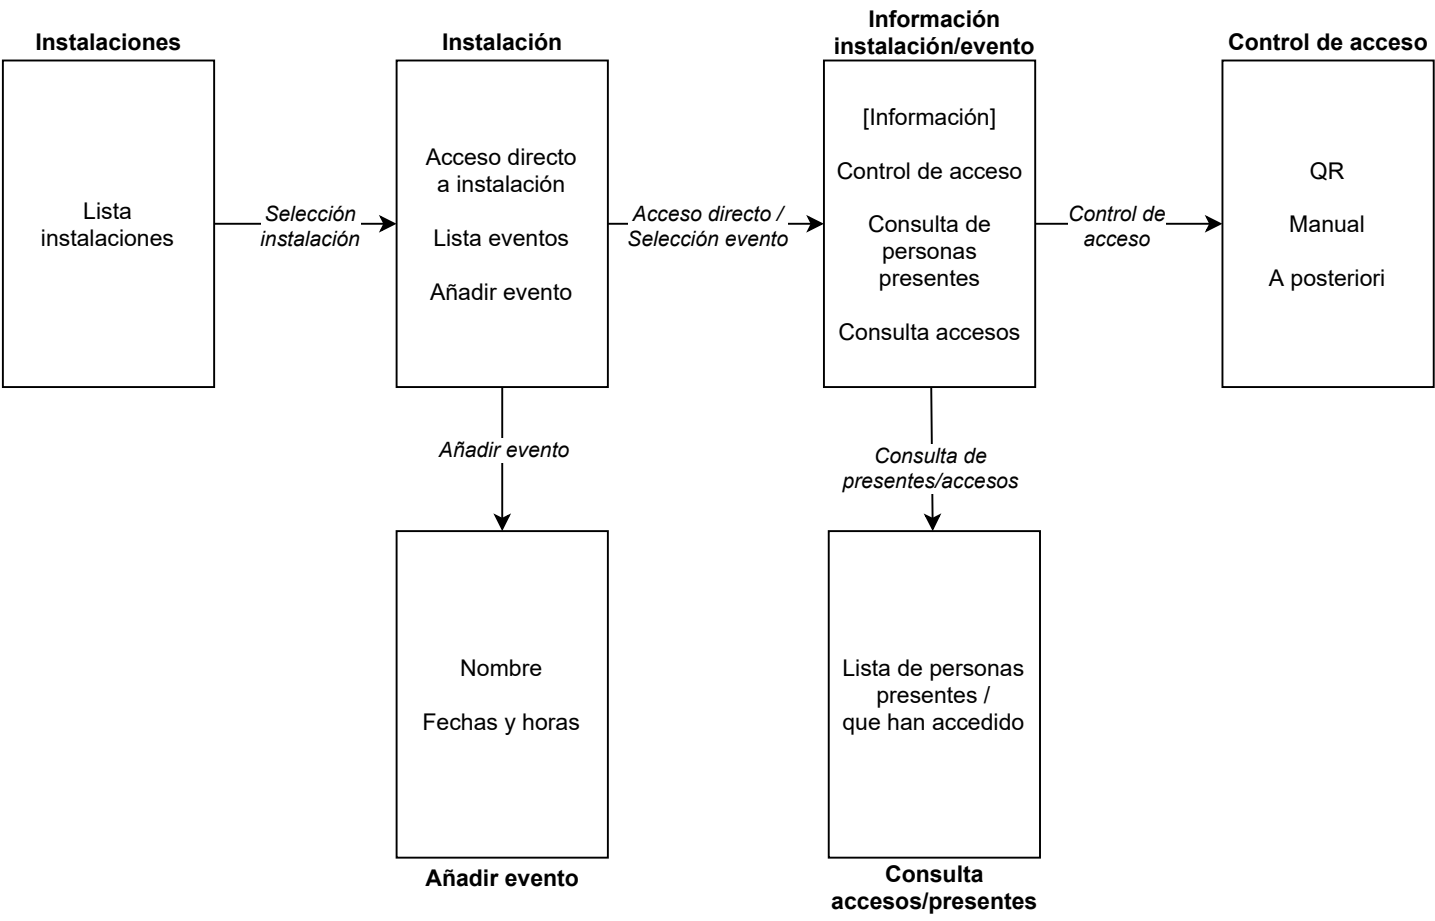 Instalaciones
Lista
instalaciones
Selección
instalación
Instalación
Acceso directo
a instalación
Lista eventos
Añadir evento
Acceso directo /
Selección evento
Información
instalación/evento
[Información]
Control de acceso
Consulta de
personas
presentes
Consulta accesos
Control de
acceso
Control de acceso
QR
Manual
A posteriori
Añadir evento
Nombre
Fechas y horas
Añadir evento
Consulta de
presentes/accesos
Lista de personas
presentes /
que han accedido
Consulta
accesos/presentes